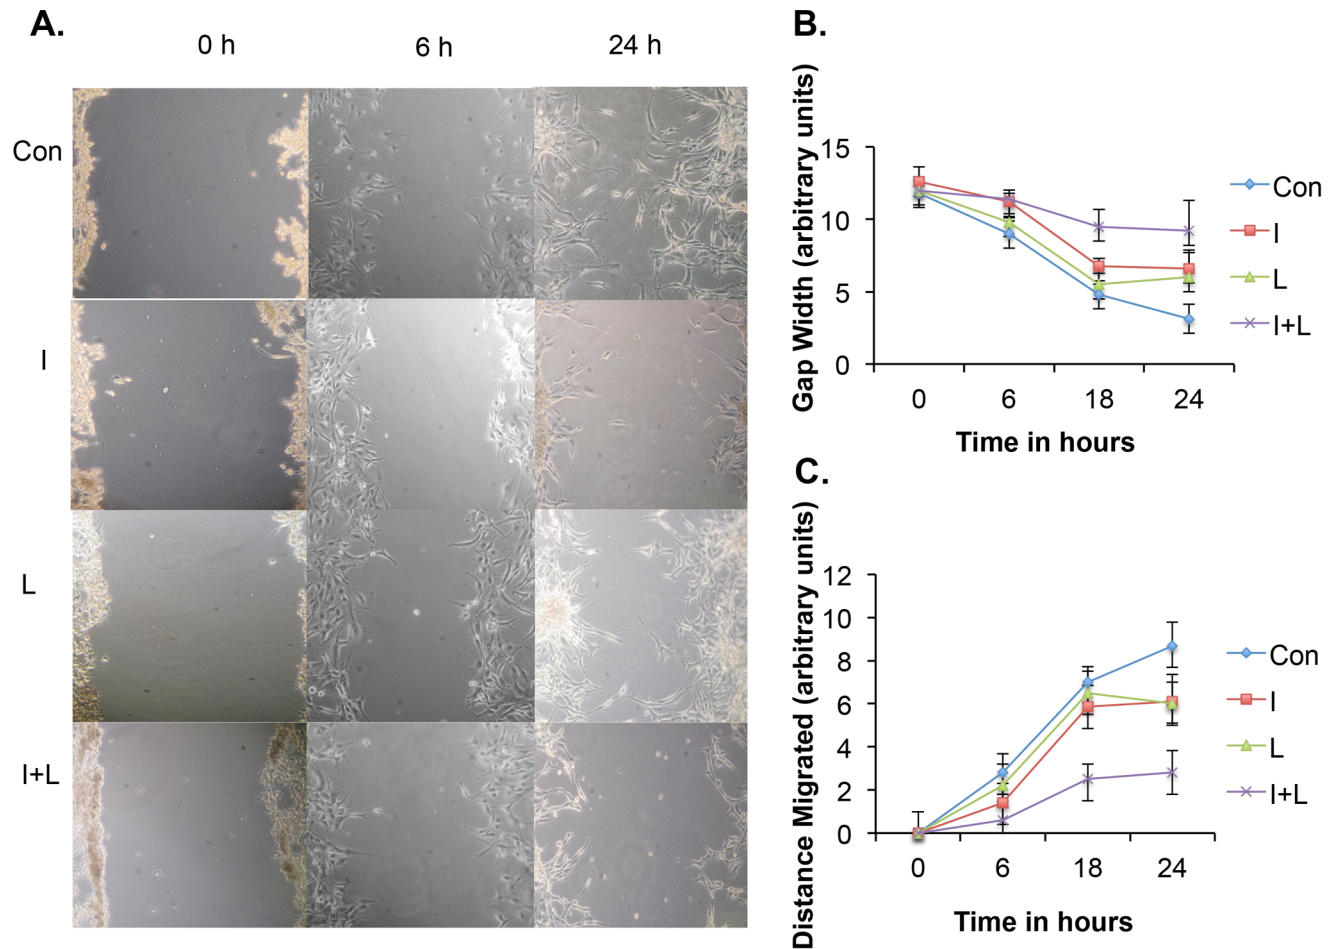 A.
0 h
6 h
24 h
Con
I
L
I+L
B.
Gap Width (arbitrary units)
15
10
5
0
0
6
18
24
Time in hours
Con
I
L
I+L
C.
Distance Migrated (arbitrary units)
12
10
8
6
4
2
0
0
6
18
24
Time in hours
Con
I
L
I+L